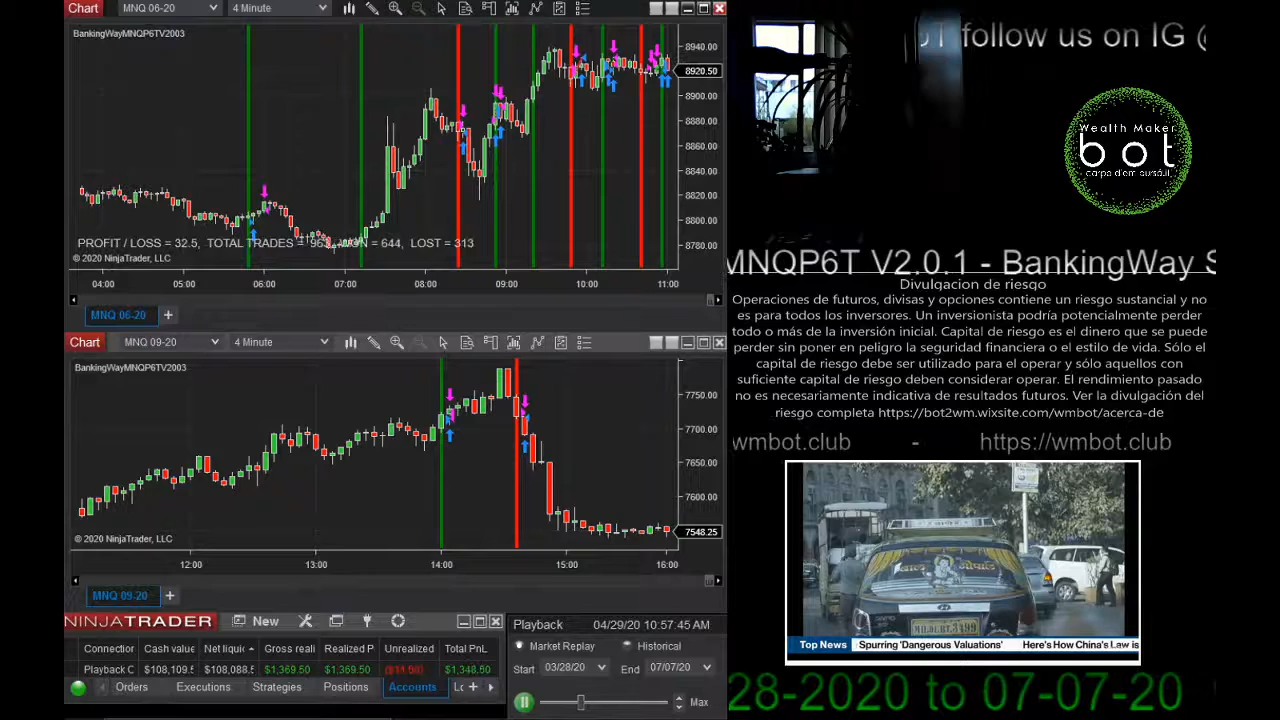 Chart MNQ 06-20 4 Minute
BankingWayMNQP6TV2003
8940.00
8920.50
8900.00
8880.00
8860.00
8840.00
8820.00
8800.00
8780.00
PROFIT / LOSS = 32.5, TOTAL TRADES = 963, WON = 644, LOST = 313
© 2020 NinjaTrader, LLC
04:00 05:00 06:00 07:00 08:00 09:00 10:00 11:00
MNQ 06-20 +
Chart MNQ 09-20 4 Minute
BankingWayMNQP6TV2003
7750.00
7700.00
7650.00
7600.00
7548.25
© 2020 NinjaTrader, LLC
12:00 13:00 14:00 15:00 16:00
MNQ 09-20 +
NINJATRADER New
Connection Cash value Net liquid Gross reali Realized P Unrealized Total PnL
Playback C $108,109.5 $108,088.5 $1,369.50 $1,369.50 $1,348.50
Orders Executions Strategies Positions Accounts
Playback 04/29/20 10:57:45 AM
Market Replay Historical
Start 03/28/20 End 07/07/20
Max
follow us on IG @
Wealth Maker
bot
MNQP6T V2.0.1 - BankingWay S
Divulgacion de riesgo
Operaciones de futuros, divisas y opciones contiene un riesgo sustancial y no
es para todos los inversores. Un inversionista podría potencialmente perder
todo o más de la inversión inicial. Capital de riesgo es el dinero que se puede
perder sin poner en peligro la seguridad financiera o el estilo de vida. Sólo el
capital de riesgo debe ser utilizado para el operar y sólo aquellos con
suficiente capital de riesgo deben considerar operar. El rendimiento pasado
no es necesariamente indicativa de resultados futuros. Ver la divulgación del
riesgo completa https://bot2wm.wixsite.com/wmbot/acerca-de
wmbot.club - https://wmbot.club
Top News Spurring 'Dangerous Valuations' Here's How China's Law is
28-2020 to 07-07-20